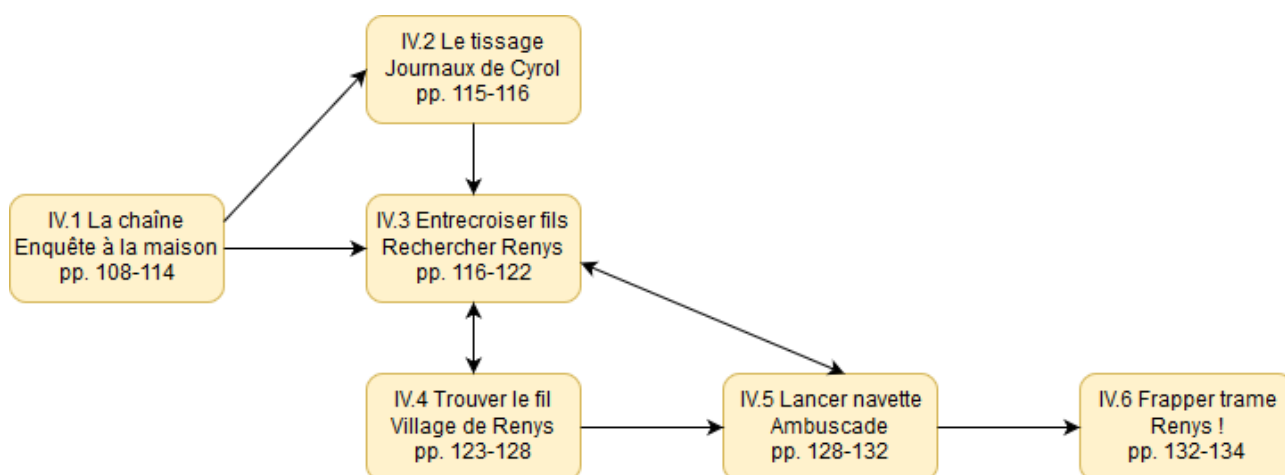 IV.2 Le tissage
Journaux de Cyrol
pp. 115-116
IV.1 La chaîne
Enquête à la maison
pp. 108-114
IV.3 Entrecroiser fils
Rechercher Renys
pp. 116-122
IV.4 Trouver le fil
Village de Renys
pp. 123-128
IV.5 Lancer navette
Ambuscade
pp. 128-132
IV.6 Frapper trame
Renys !
pp. 132-134